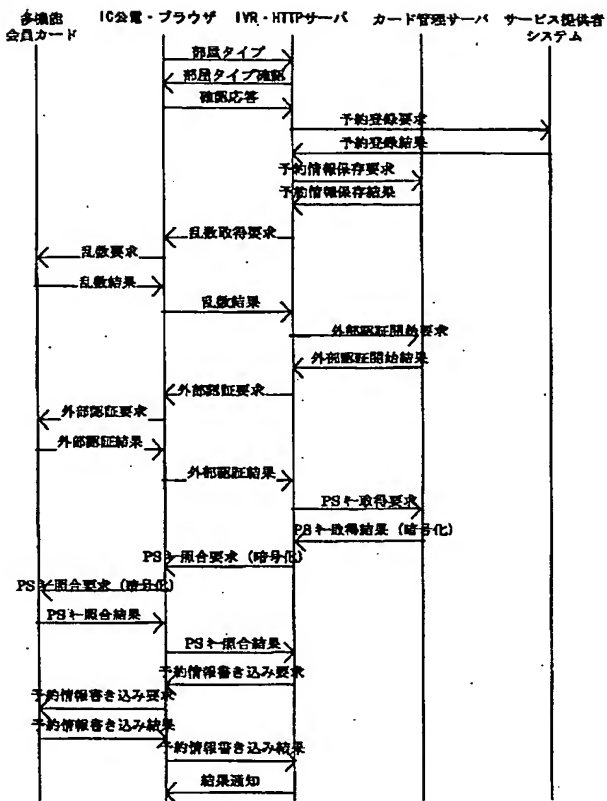 多機能 IC公電・ブラウザ IVR・HTTPサーバ カード管理サーバ サービス提供者
会員カード システム
部屋タイプ
部屋タイプ確認
確認応答
予約登録要求
予約登録結果
予約情報保存要求
予約情報保存結果
乱数取得要求
乱数要求
乱数結果
乱数結果
外部認証開始要求
外部認証開始結果
外部認証要求
外部認証要求
外部認証結果
外部認証結果
PSキー取得要求
PSキー取得結果（暗号化）
PSキー照合要求（暗号化）
PSキー照合要求（暗号化）
PSキー照合結果
PSキー照合結果
予約情報書き込み要求
予約情報書き込み要求
予約情報書き込み結果
予約情報書き込み結果
結果通知